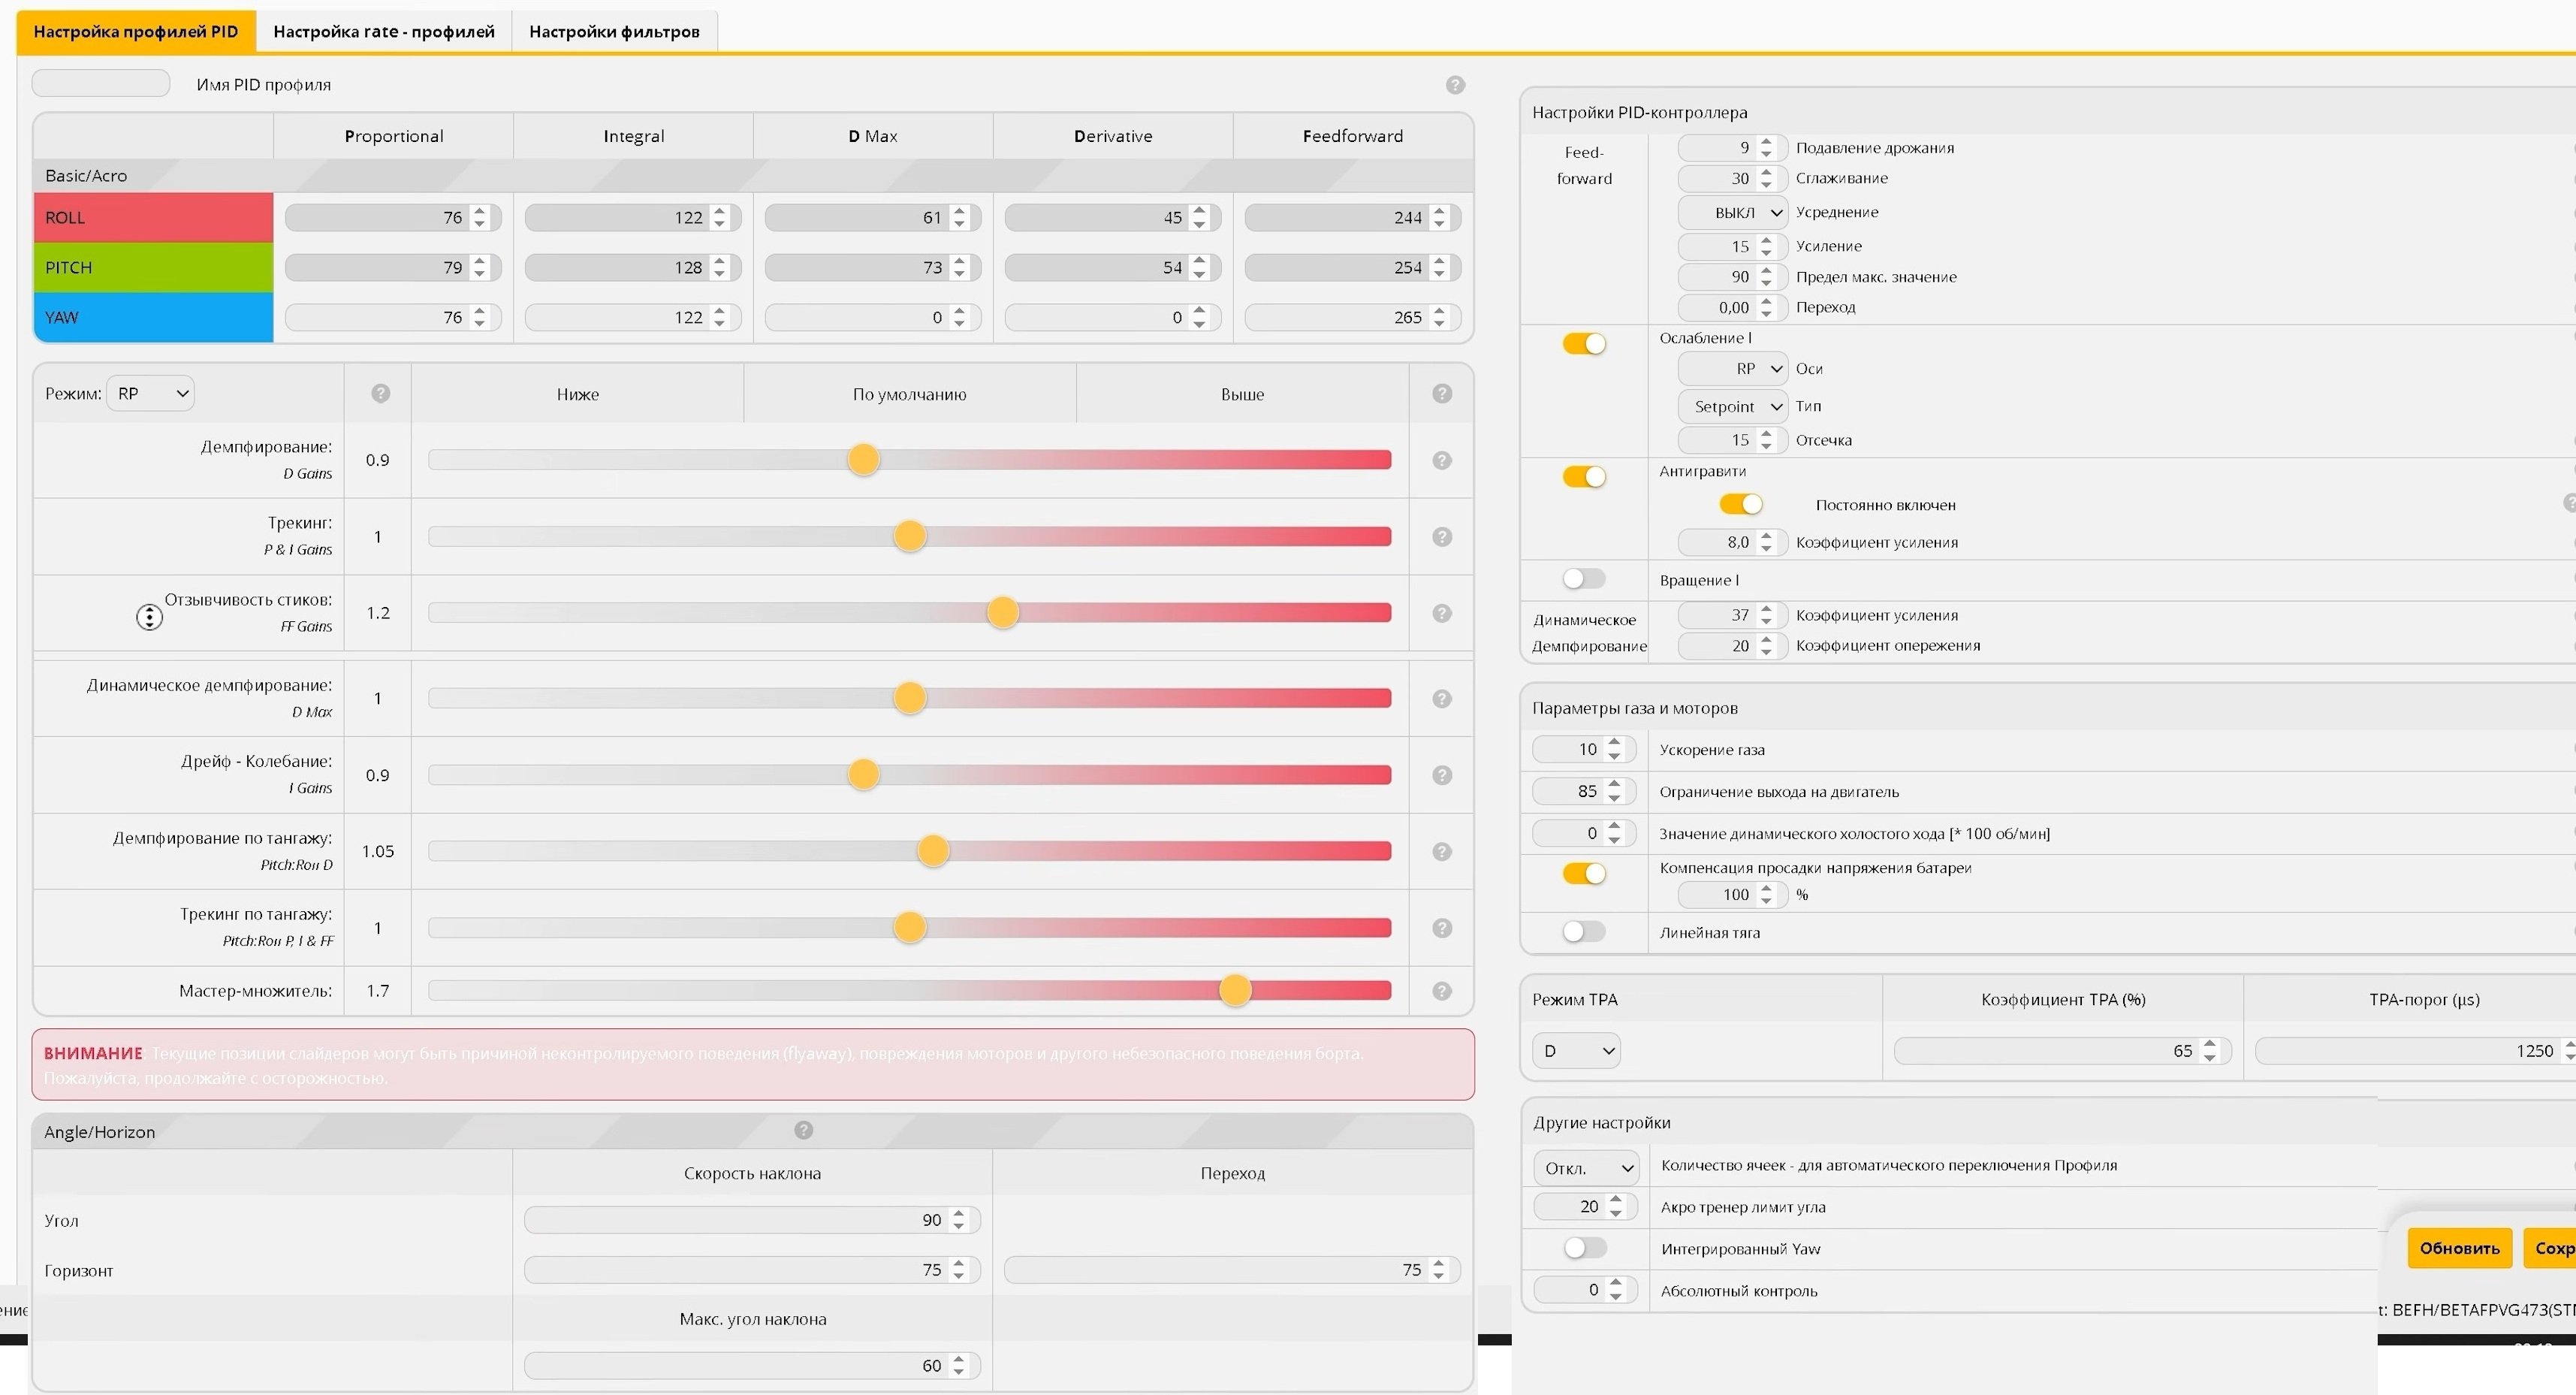 Настройка профилей PID
Настройка rate - профилей
Настройки фильтров
Имя PID профиля
Proportional Integral D Max Derivative Feedforward
Basic/Acro
ROLL 76 122 61 45 244
PITCH 79 128 73 54 254
YAW 76 122 0 0 265
Режим: RP Ниже По умолчанию Выше
Демпфирование:
D Gains
0.9
Трекинг:
P & I Gains
1
Отзывчивость стиков:
FF Gains
1.2
Динамическое демпфирование:
D Max
1
Дрейф - Колебание:
I Gains
0.9
Демпфирование по тангажу:
Pitch:Roll D
1.05
Трекинг по тангажу:
Pitch:Roll P, I & FF
1
Мастер-множитель: 1.7
ВНИМАНИЕ: Текущие позиции слайдеров могут быть причиной неконтролируемого поведения (flyaway), повреждения моторов и другого небезопасного поведения борта.
Пожалуйста, продолжайте с осторожностью.
Angle/Horizon
Скорость наклона Переход
Угол 90
Горизонт 75 75
Макс. угол наклона
60
Настройки PID-контроллера
Feed-
forward
9 Подавление дрожания
30 Сглаживание
ВЫКЛ Усреднение
15 Усиление
90 Предел макс. значение
0,00 Переход
Ослабление I
RP Оси
Setpoint Тип
15 Отсечка
Антигравити
Постоянно включен
8,0 Коэффициент усиления
Вращение I
Динамическое
Демпфирование
37 Коэффициент усиления
20 Коэффициент опережения
Параметры газа и моторов
10 Ускорение газа
85 Ограничение выхода на двигатель
0 Значение динамического холостого хода [* 100 об/мин]
Компенсация просадки напряжения батареи
100 %
Линейная тяга
Режим TPA Коэффициент TPA (%) TPA-порог (µs)
D 65 1250
Другие настройки
Откл. Количество ячеек - для автоматического переключения Профиля
20 Акро тренер лимит угла
Интегрированный Yaw
0 Абсолютный контроль
Обновить Сохр
ение
t: BEFH/BETAFPVG473(ST